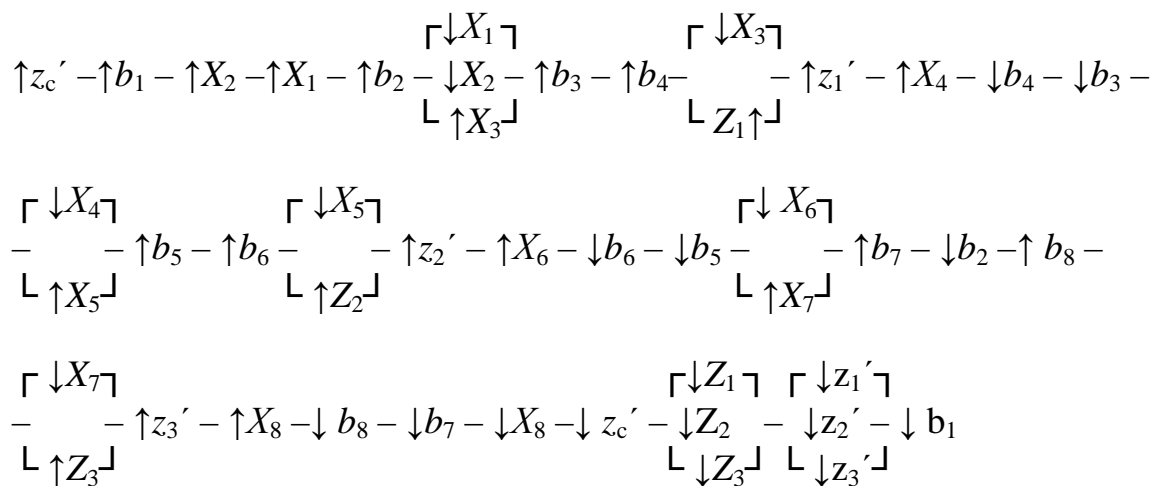 ┌↓X₁┐ ┌ ↓X₃┐
↑z_c´ –↑b₁ – ↑X₂ –↑X₁ – ↑b₂ – ↓X₂ – ↑b₃ – ↑b₄– – ↑z₁´ – ↑X₄ – ↓b₄ – ↓b₃ –
└ ↑X₃┘ └ Z₁↑┘
┌ ↓X₄┐ ┌ ↓X₅┐ ┌↓ X₆┐
– – ↑b₅ – ↑b₆ – – ↑z₂´ – ↑X₆ – ↓b₆ – ↓b₅ – – ↑b₇ – ↓b₂ –↑ b₈ –
└ ↑X₅┘ └ ↑Z₂┘ └ ↑X₇┘
┌ ↓X₇┐ ┌↓Z₁ ┐ ┌ ↓z₁´┐
– – ↑z₃´ – ↑X₈ –↓ b₈ – ↓b₇ – ↓X₈ –↓ z_c´ – ↓Z₂ – ↓z₂´ – ↓ b₁
└ ↑Z₃┘ └ ↓Z₃┘ └ ↓z₃´┘